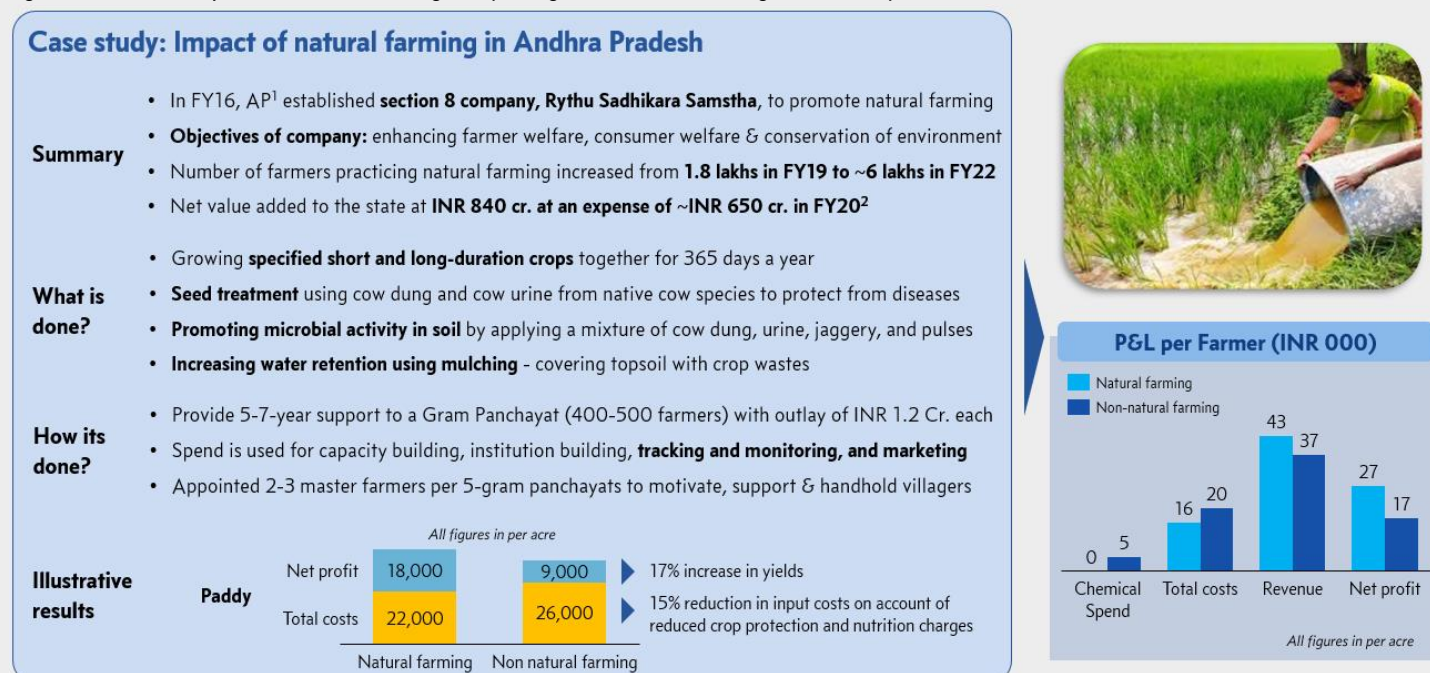 Case study: Impact of natural farming in Andhra Pradesh
Summary
• In FY16, AP1 established section 8 company, Rythu Sadhikara Samstha, to promote natural farming
• Objectives of company: enhancing farmer welfare, consumer welfare & conservation of environment
• Number of farmers practicing natural farming increased from 1.8 lakhs in FY19 to ~6 lakhs in FY22
• Net value added to the state at INR 840 cr. at an expense of ~INR 650 cr. in FY20²
What is
done?
• Growing specified short and long-duration crops together for 365 days a year
• Seed treatment using cow dung and cow urine from native cow species to protect from diseases
• Promoting microbial activity in soil by applying a mixture of cow dung, urine, jaggery, and pulses
• Increasing water retention using mulching - covering topsoil with crop wastes
How its
done?
• Provide 5-7-year support to a Gram Panchayat (400-500 farmers) with outlay of INR 1.2 Cr. each
• Spend is used for capacity building, institution building, tracking and monitoring, and marketing
• Appointed 2-3 master farmers per 5-gram panchayats to motivate, support & handhold villagers
Illustrative
results
Paddy
All figures in per acre
Net profit 18,000 9,000
Total costs 22,000 26,000
Natural farming Non natural farming
17% increase in yields
15% reduction in input costs on account of
reduced crop protection and nutrition charges
P&L per Farmer (INR 000)
Natural farming
Non-natural farming
0 5 16 20 43 37 27 17
Chemical
Spend
Total costs Revenue Net profit
All figures in per acre